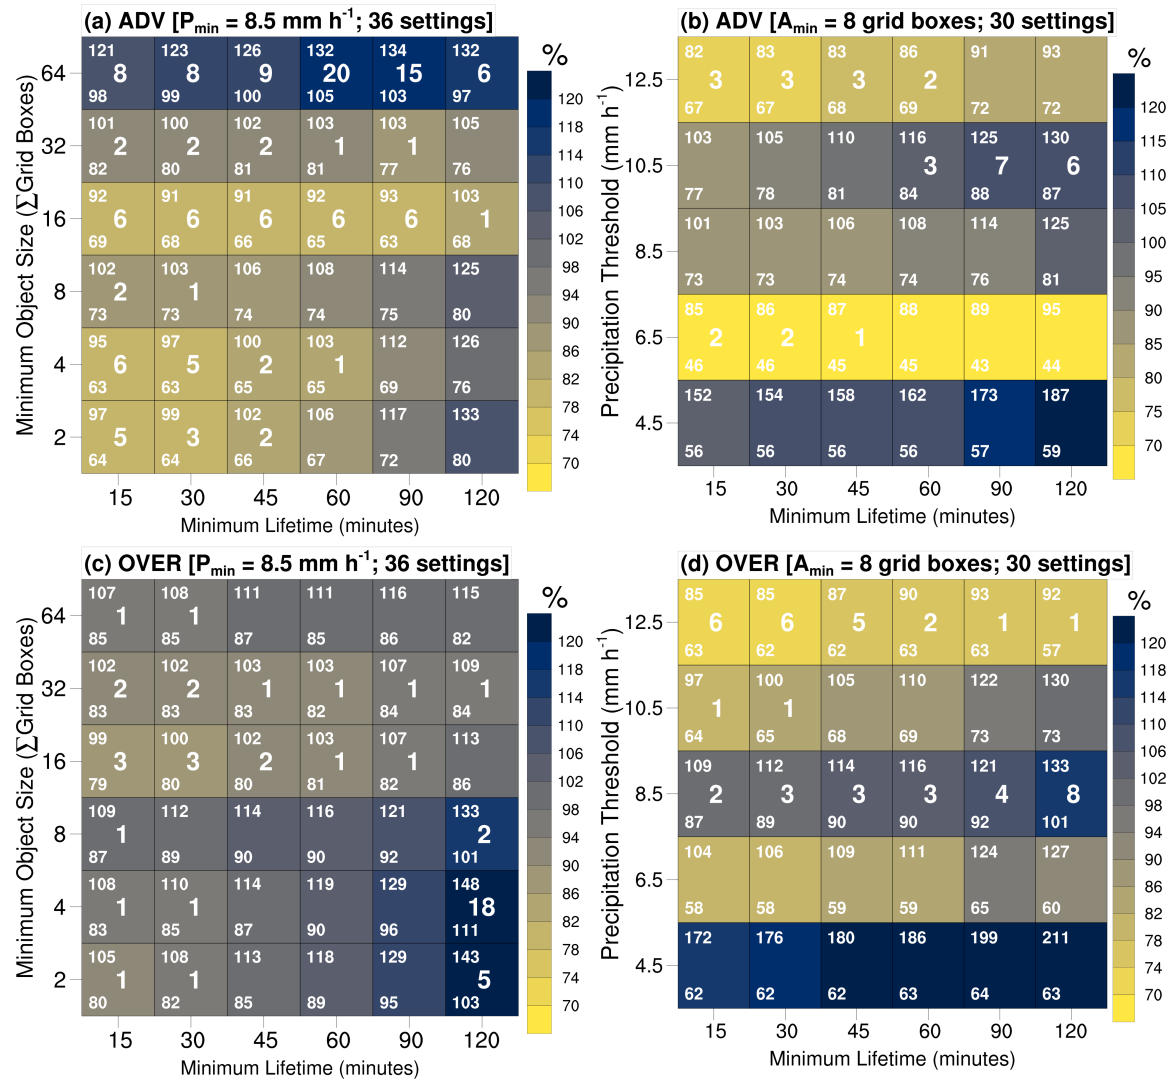 (a) ADV [Pmin = 8.5 mm h-1; 36 settings]
%
Minimum Object Size (∑Grid Boxes)
64
32
16
8
4
2
121 123 126 132 134 132
8 8 9 20 15 6
98 99 100 105 103 97
101 100 102 103 103 105
2 2 2 1 1
82 80 81 81 77 76
92 91 91 92 93 103
6 6 6 6 6 1
69 68 66 65 63 68
102 103 106 108 114 125
2 1
73 73 74 74 75 80
95 97 100 103 112 126
6 5 2 1
63 63 65 65 69 76
97 99 102 106 117 133
5 3 2
64 64 66 67 72 80
15 30 45 60 90 120
Minimum Lifetime (minutes)
120
118
114
110
106
102
98
94
90
86
82
78
74
70
(b) ADV [Amin = 8 grid boxes; 30 settings]
%
Precipitation Threshold (mm h-1)
12.5
10.5
8.5
6.5
4.5
82 83 83 86 91 93
3 3 3 2
67 67 68 69 72 72
103 105 110 116 125 130
3 7 6
77 78 81 84 88 87
101 103 106 108 114 125
73 73 74 74 76 81
85 86 87 88 89 95
2 2 1
46 46 45 45 43 44
152 154 158 162 173 187
56 56 56 56 57 59
15 30 45 60 90 120
Minimum Lifetime (minutes)
120
120
115
110
105
100
95
90
85
80
75
70
(c) OVER [Pmin = 8.5 mm h-1; 36 settings]
%
Minimum Object Size (∑Grid Boxes)
64
32
16
8
4
2
107 108 111 111 116 115
1 1
85 85 87 85 86 82
102 102 103 103 107 109
2 2 1 1 1 1
83 83 83 82 84 84
99 100 102 103 107 113
3 3 2 1 1
79 80 80 81 82 86
109 112 114 116 121 133
1 2
87 89 90 90 92 101
108 110 114 119 129 148
1 1 18
83 85 87 90 96 111
105 108 113 118 129 143
1 1 5
80 82 85 89 95 103
15 30 45 60 90 120
Minimum Lifetime (minutes)
120
118
114
110
106
102
98
94
90
86
82
78
74
70
(d) OVER [Amin = 8 grid boxes; 30 settings]
%
Precipitation Threshold (mm h-1)
12.5
10.5
8.5
6.5
4.5
85 85 87 90 93 92
6 6 5 2 1 1
63 62 62 63 63 57
97 100 105 110 122 130
1 1
64 65 68 69 73 73
109 112 114 116 121 133
2 3 3 3 4 8
87 89 90 90 92 101
104 106 109 111 124 127
58 58 59 59 65 60
172 176 180 186 199 211
62 62 62 63 64 63
15 30 45 60 90 120
Minimum Lifetime (minutes)
120
118
114
110
106
102
98
94
90
86
82
78
74
70